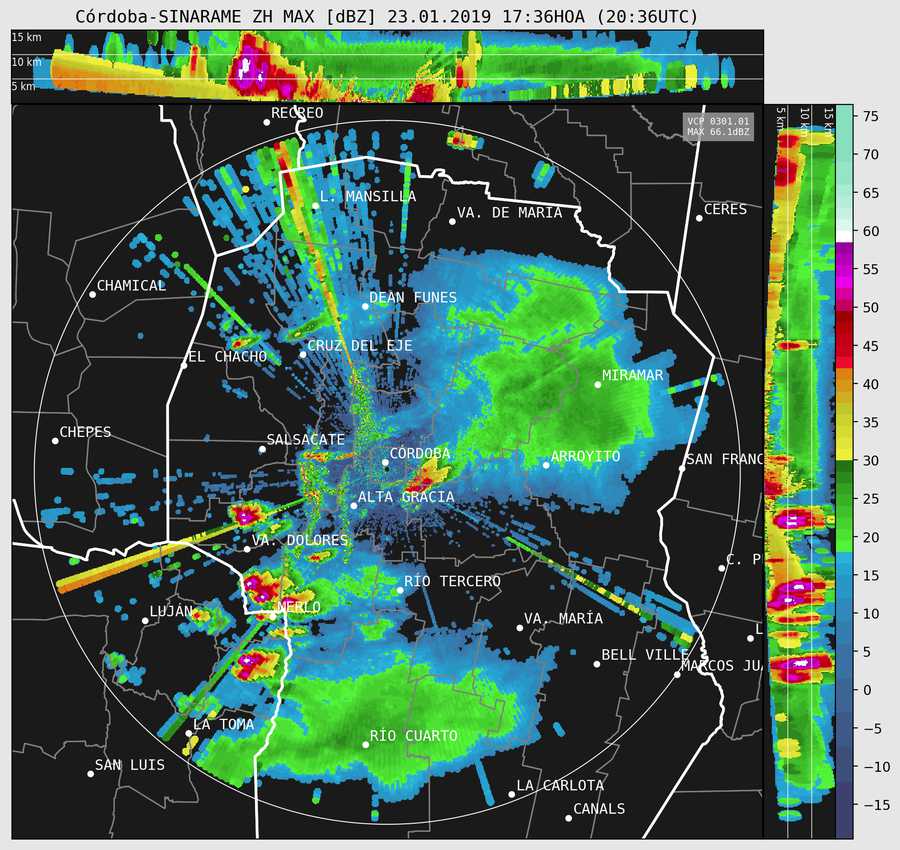 Córdoba-SINARAME ZH MAX [dBZ] 23.01.2019 17:36HOA (20:36UTC)
15 km
10 km
5 km
RECREO
VCP 0301.01
MAX 66.1dBZ
5 km
10 km
15 km
L. MANSILLA
VA. DE MARIA
CERES
CHAMICAL
DEAN FUNES
CRUZ DEL EJE
EL CHACHO
MIRAMAR
CHEPES
SALSACATE
CÓRDOBA
ARROYITO
SAN FRANC
ALTA GRACIA
VA. DOLORES
C. P
RÍO TERCERO
LUJÁN
MERLO
VA. MARÍA
L
BELL VILLE
MARCOS JU
LA TOMA
RÍO CUARTO
SAN LUIS
LA CARLOTA
CANALS
75
70
65
60
55
50
45
40
35
30
25
20
15
10
5
0
−5
−10
−15